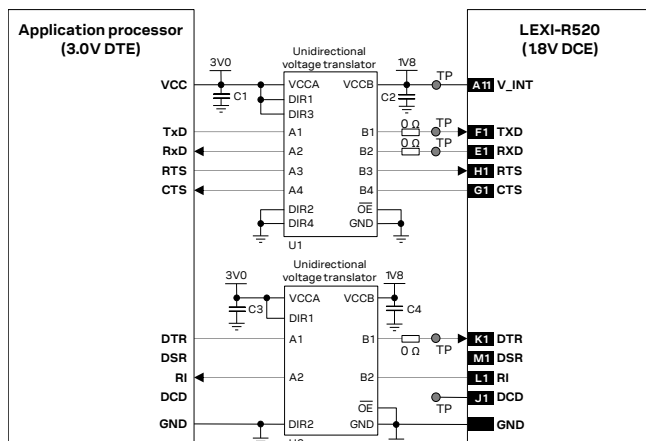 Application processor
(3.0V DTE)
LEXI-R520
(1.8V DCE)
Unidirectional
voltage translator
3V0
1V8
TP
VCC
VCCA
VCCB
A11 V_INT
C1
DIR1
C2
DIR3
0 Ω
TP
TxD
A1
B1
F1 TXD
0 Ω
TP
RxD
A2
B2
E1 RXD
RTS
A3
B3
H1 RTS
CTS
A4
B4
G1 CTS
DIR2
OE
DIR4
GND
U1
Unidirectional
voltage translator
3V0
1V8
VCCA
VCCB
C3
DIR1
C4
DTR
A1
B1
K1 DTR
0 Ω
TP
DSR
M1 DSR
RI
A2
B2
L1 RI
DCD
J1 DCD
TP
OE
GND
DIR2
GND
GND